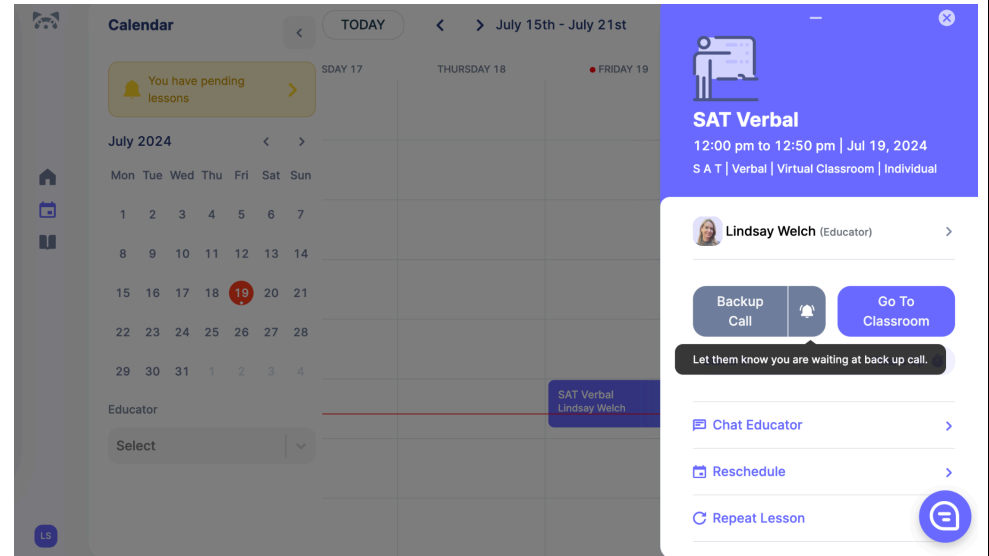 Calendar
TODAY
July 15th - July 21st
You have pending
lessons
SDAY 17
THURSDAY 18
FRIDAY 19
July 2024
Mon Tue Wed Thu Fri Sat Sun
1 2 3 4 5 6 7
8 9 10 11 12 13 14
15 16 17 18 19 20 21
22 23 24 25 26 27 28
29 30 31 1 2 3 4
Educator
Select
LS
SAT Verbal
Lindsay Welch
SAT Verbal
12:00 pm to 12:50 pm | Jul 19, 2024
S A T | Verbal | Virtual Classroom | Individual
Lindsay Welch (Educator)
Backup
Call
Go To
Classroom
Let them know you are waiting at back up call.
Chat Educator
Reschedule
Repeat Lesson